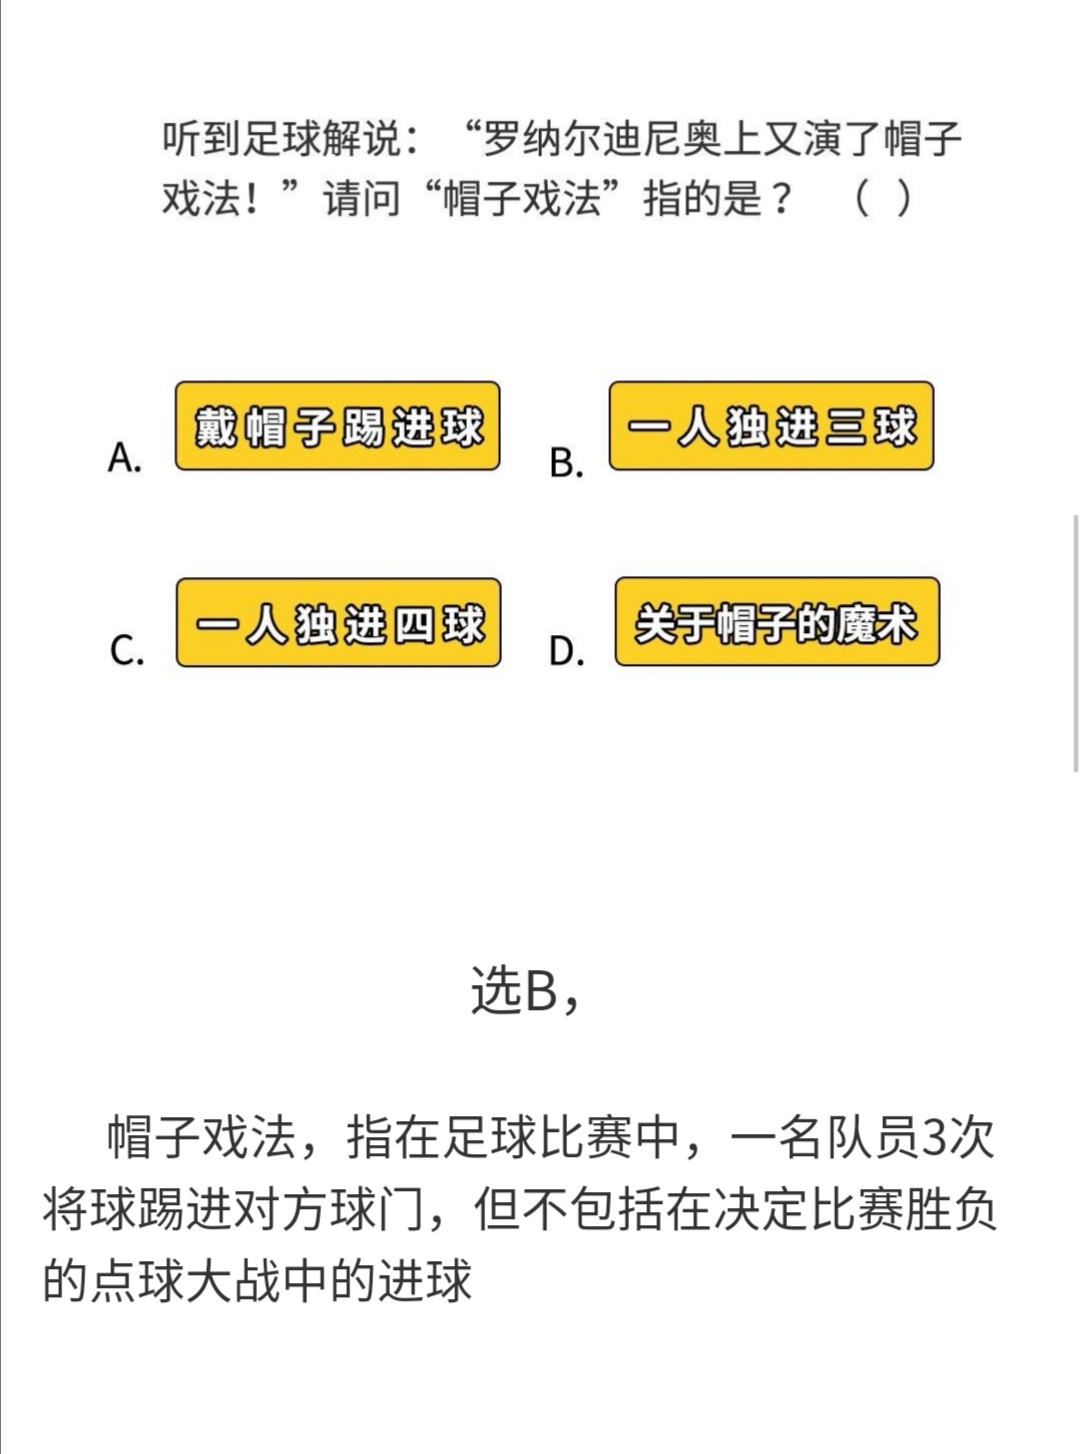 听到足球解说：“罗纳尔迪尼奥上又演了帽子
戏法！”请问“帽子戏法”指的是？ （ ）
A. 戴帽子踢进球
B. 一人独进三球
C. 一人独进四球
D. 关于帽子的魔术
选B，
帽子戏法，指在足球比赛中，一名队员3次
将球踢进对方球门，但不包括在决定比赛胜负
的点球大战中的进球